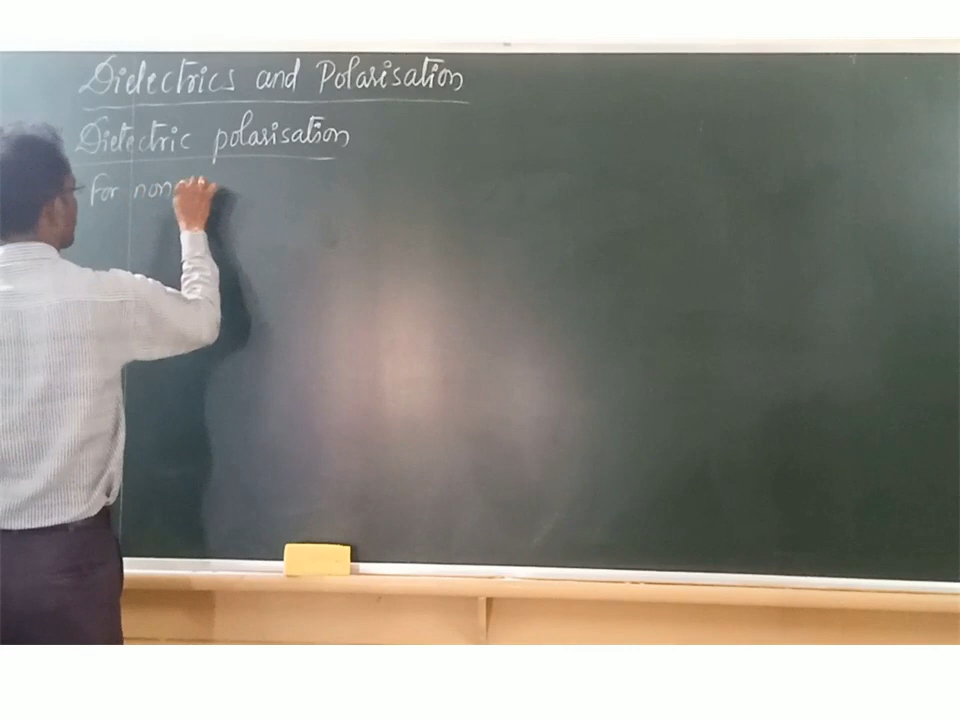 Dielectrics and Polarisation
Dielectric polarisation
For non